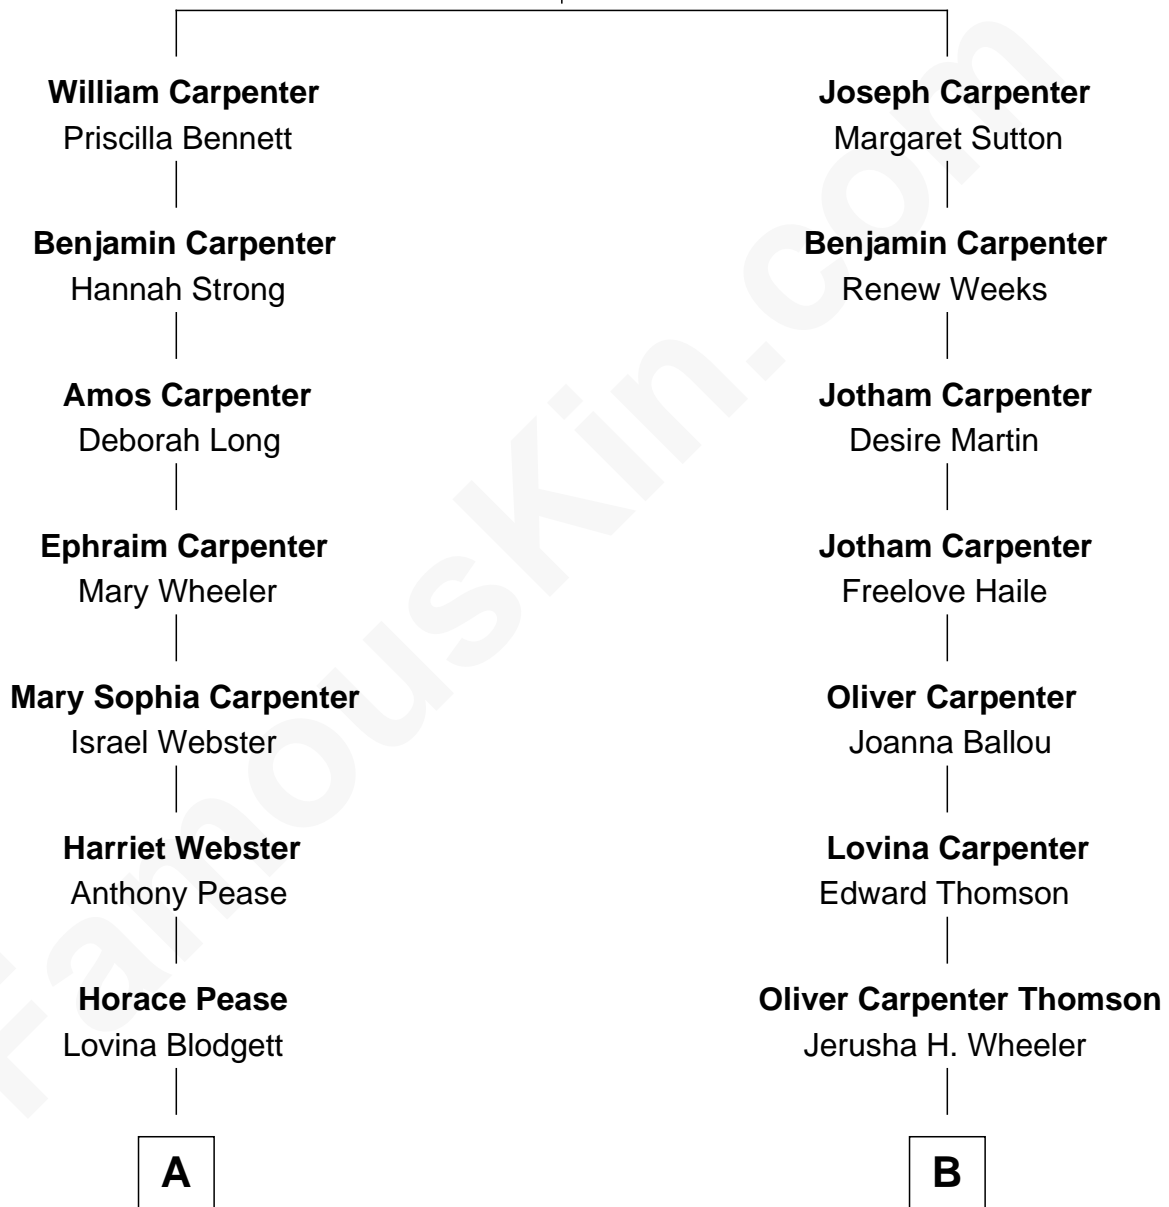 William Carpenter
Priscilla Bennett
Benjamin Carpenter
Hannah Strong
Amos Carpenter
Deborah Long
Ephraim Carpenter
Mary Wheeler
Mary Sophia Carpenter
Israel Webster
Harriet Webster
Anthony Pease
Horace Pease
Lovina Blodgett
A
Joseph Carpenter
Margaret Sutton
Benjamin Carpenter
Renew Weeks
Jotham Carpenter
Desire Martin
Jotham Carpenter
Freelove Haile
Oliver Carpenter
Joanna Ballou
Lovina Carpenter
Edward Thomson
Oliver Carpenter Thomson
Jerusha H. Wheeler
B
FamousKin.com